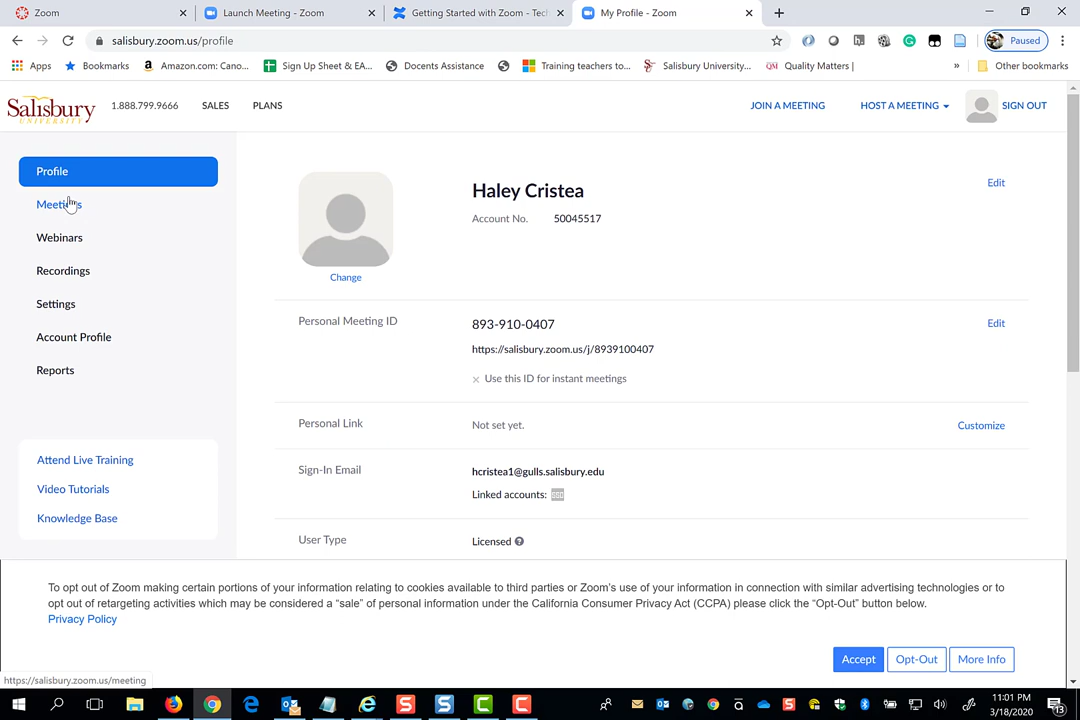 Zoom
Launch Meeting - Zoom
Getting Started with Zoom - Tech
My Profile - Zoom
salisbury.zoom.us/profile
Paused
Apps
Bookmarks
Amazon.com: Cano...
Sign Up Sheet & EA...
Docents Assistance
Training teachers to...
Salisbury University...
QM
Quality Matters |
»
Other bookmarks
Salisbury
UNIVERSITY
1.888.799.9666
SALES
PLANS
JOIN A MEETING
HOST A MEETING
SIGN OUT
Profile
Meetings
Webinars
Recordings
Settings
Account Profile
Reports
Attend Live Training
Video Tutorials
Knowledge Base
Change
Haley Cristea
Edit
Account No. 50045517
Personal Meeting ID
893-910-0407
Edit
https://salisbury.zoom.us/j/8939100407
× Use this ID for instant meetings
Personal Link
Not set yet.
Customize
Sign-In Email
hcristea1@gulls.salisbury.edu
Linked accounts:
User Type
Licensed
To opt out of Zoom making certain portions of your information relating to cookies available to third parties or Zoom's use of your information in connection with similar advertising technologies or to
opt out of retargeting activities which may be considered a “sale” of personal information under the California Consumer Privacy Act (CCPA) please click the “Opt-Out” button below.
Privacy Policy
Accept
Opt-Out
More Info
https://salisbury.zoom.us/meeting
11:01 PM
3/18/2020
13